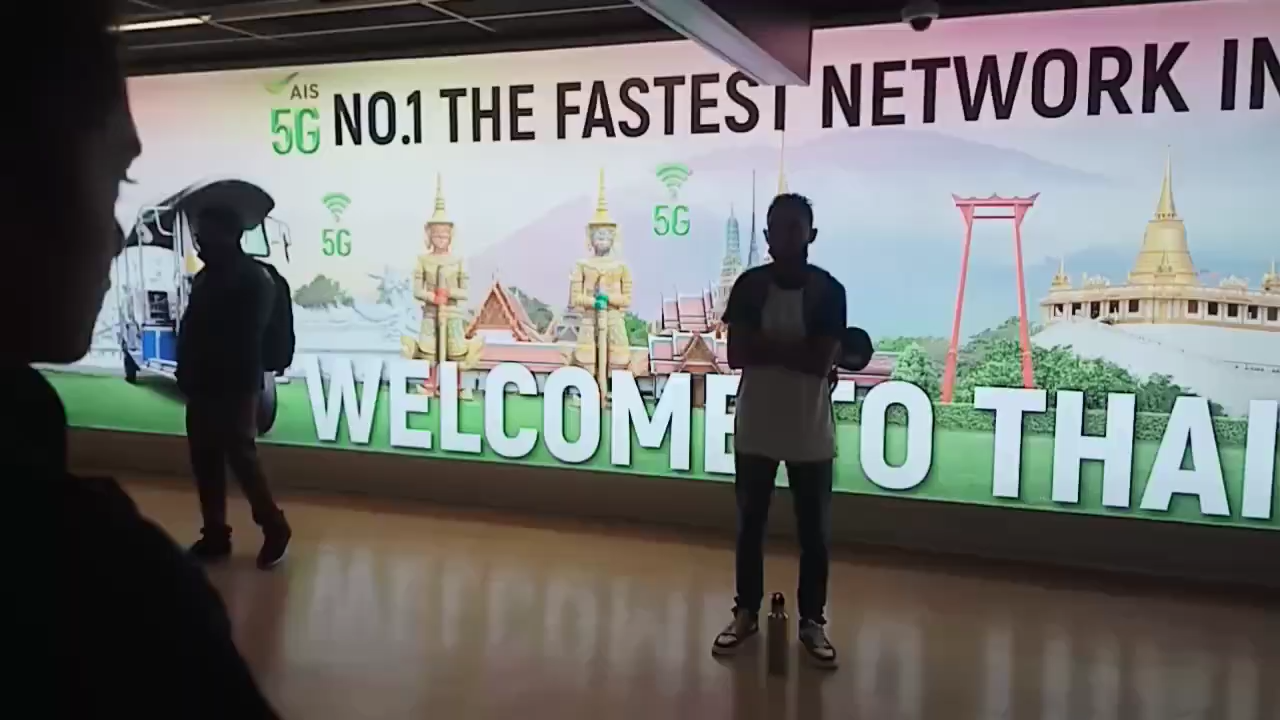 AIS
5G NO.1 THE FASTEST NETWORK IN
5G
5G
WELCOME TO THAI